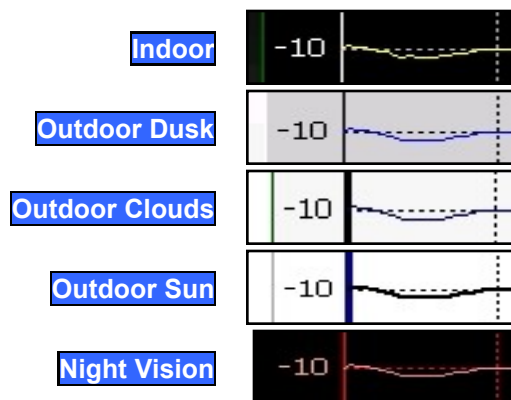 Indoor -10
Outdoor Dusk -10
Outdoor Clouds -10
Outdoor Sun -10
Night Vision -10